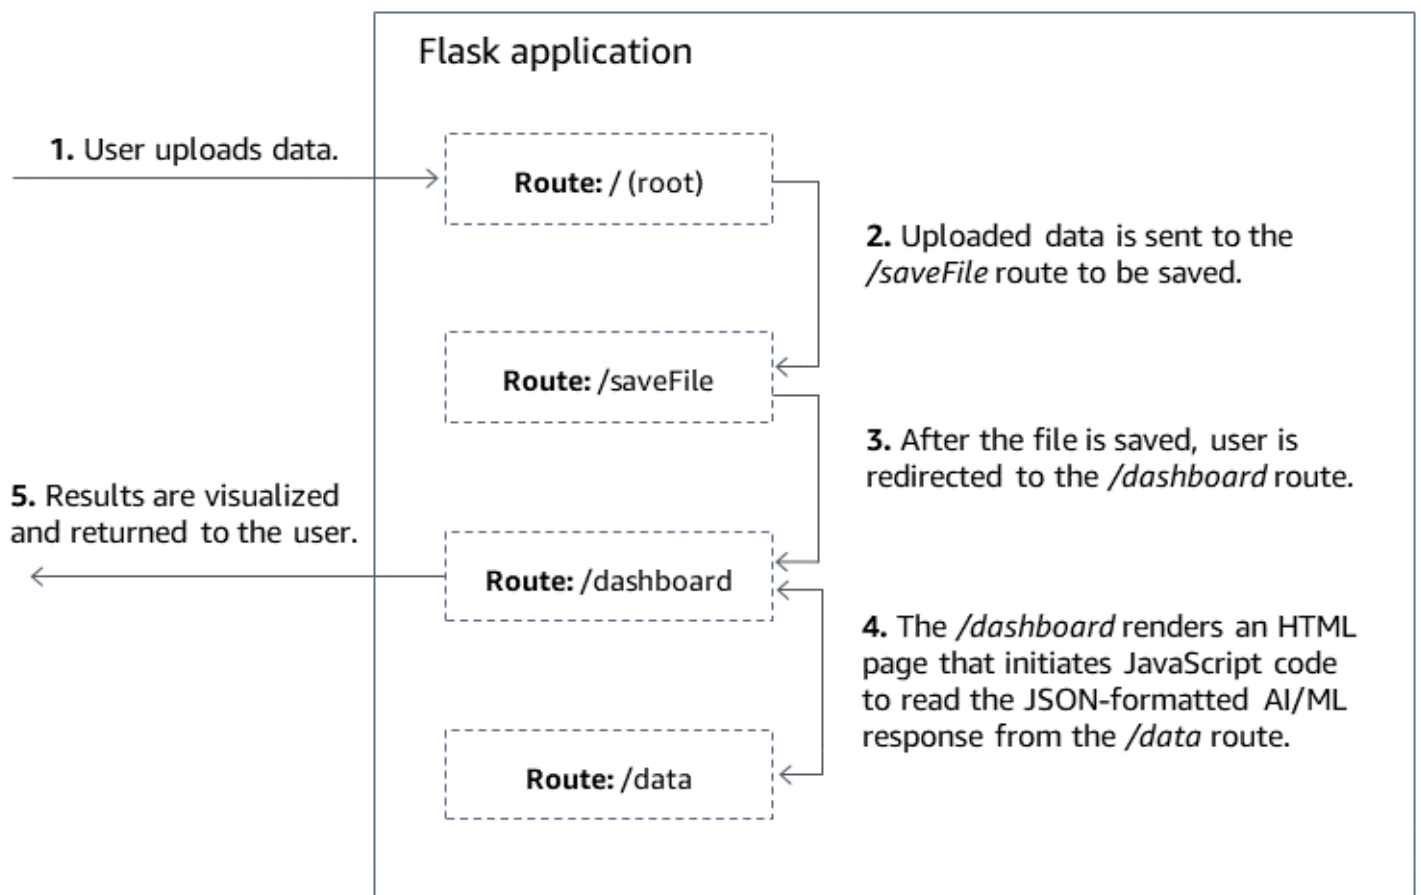 Flask application
1. User uploads data.
Route: / (root)
2. Uploaded data is sent to the
/saveFile route to be saved.
Route: /saveFile
3. After the file is saved, user is
redirected to the /dashboard route.
5. Results are visualized
and returned to the user.
Route: /dashboard
4. The /dashboard renders an HTML
page that initiates JavaScript code
to read the JSON-formatted AI/ML
response from the /data route.
Route: /data